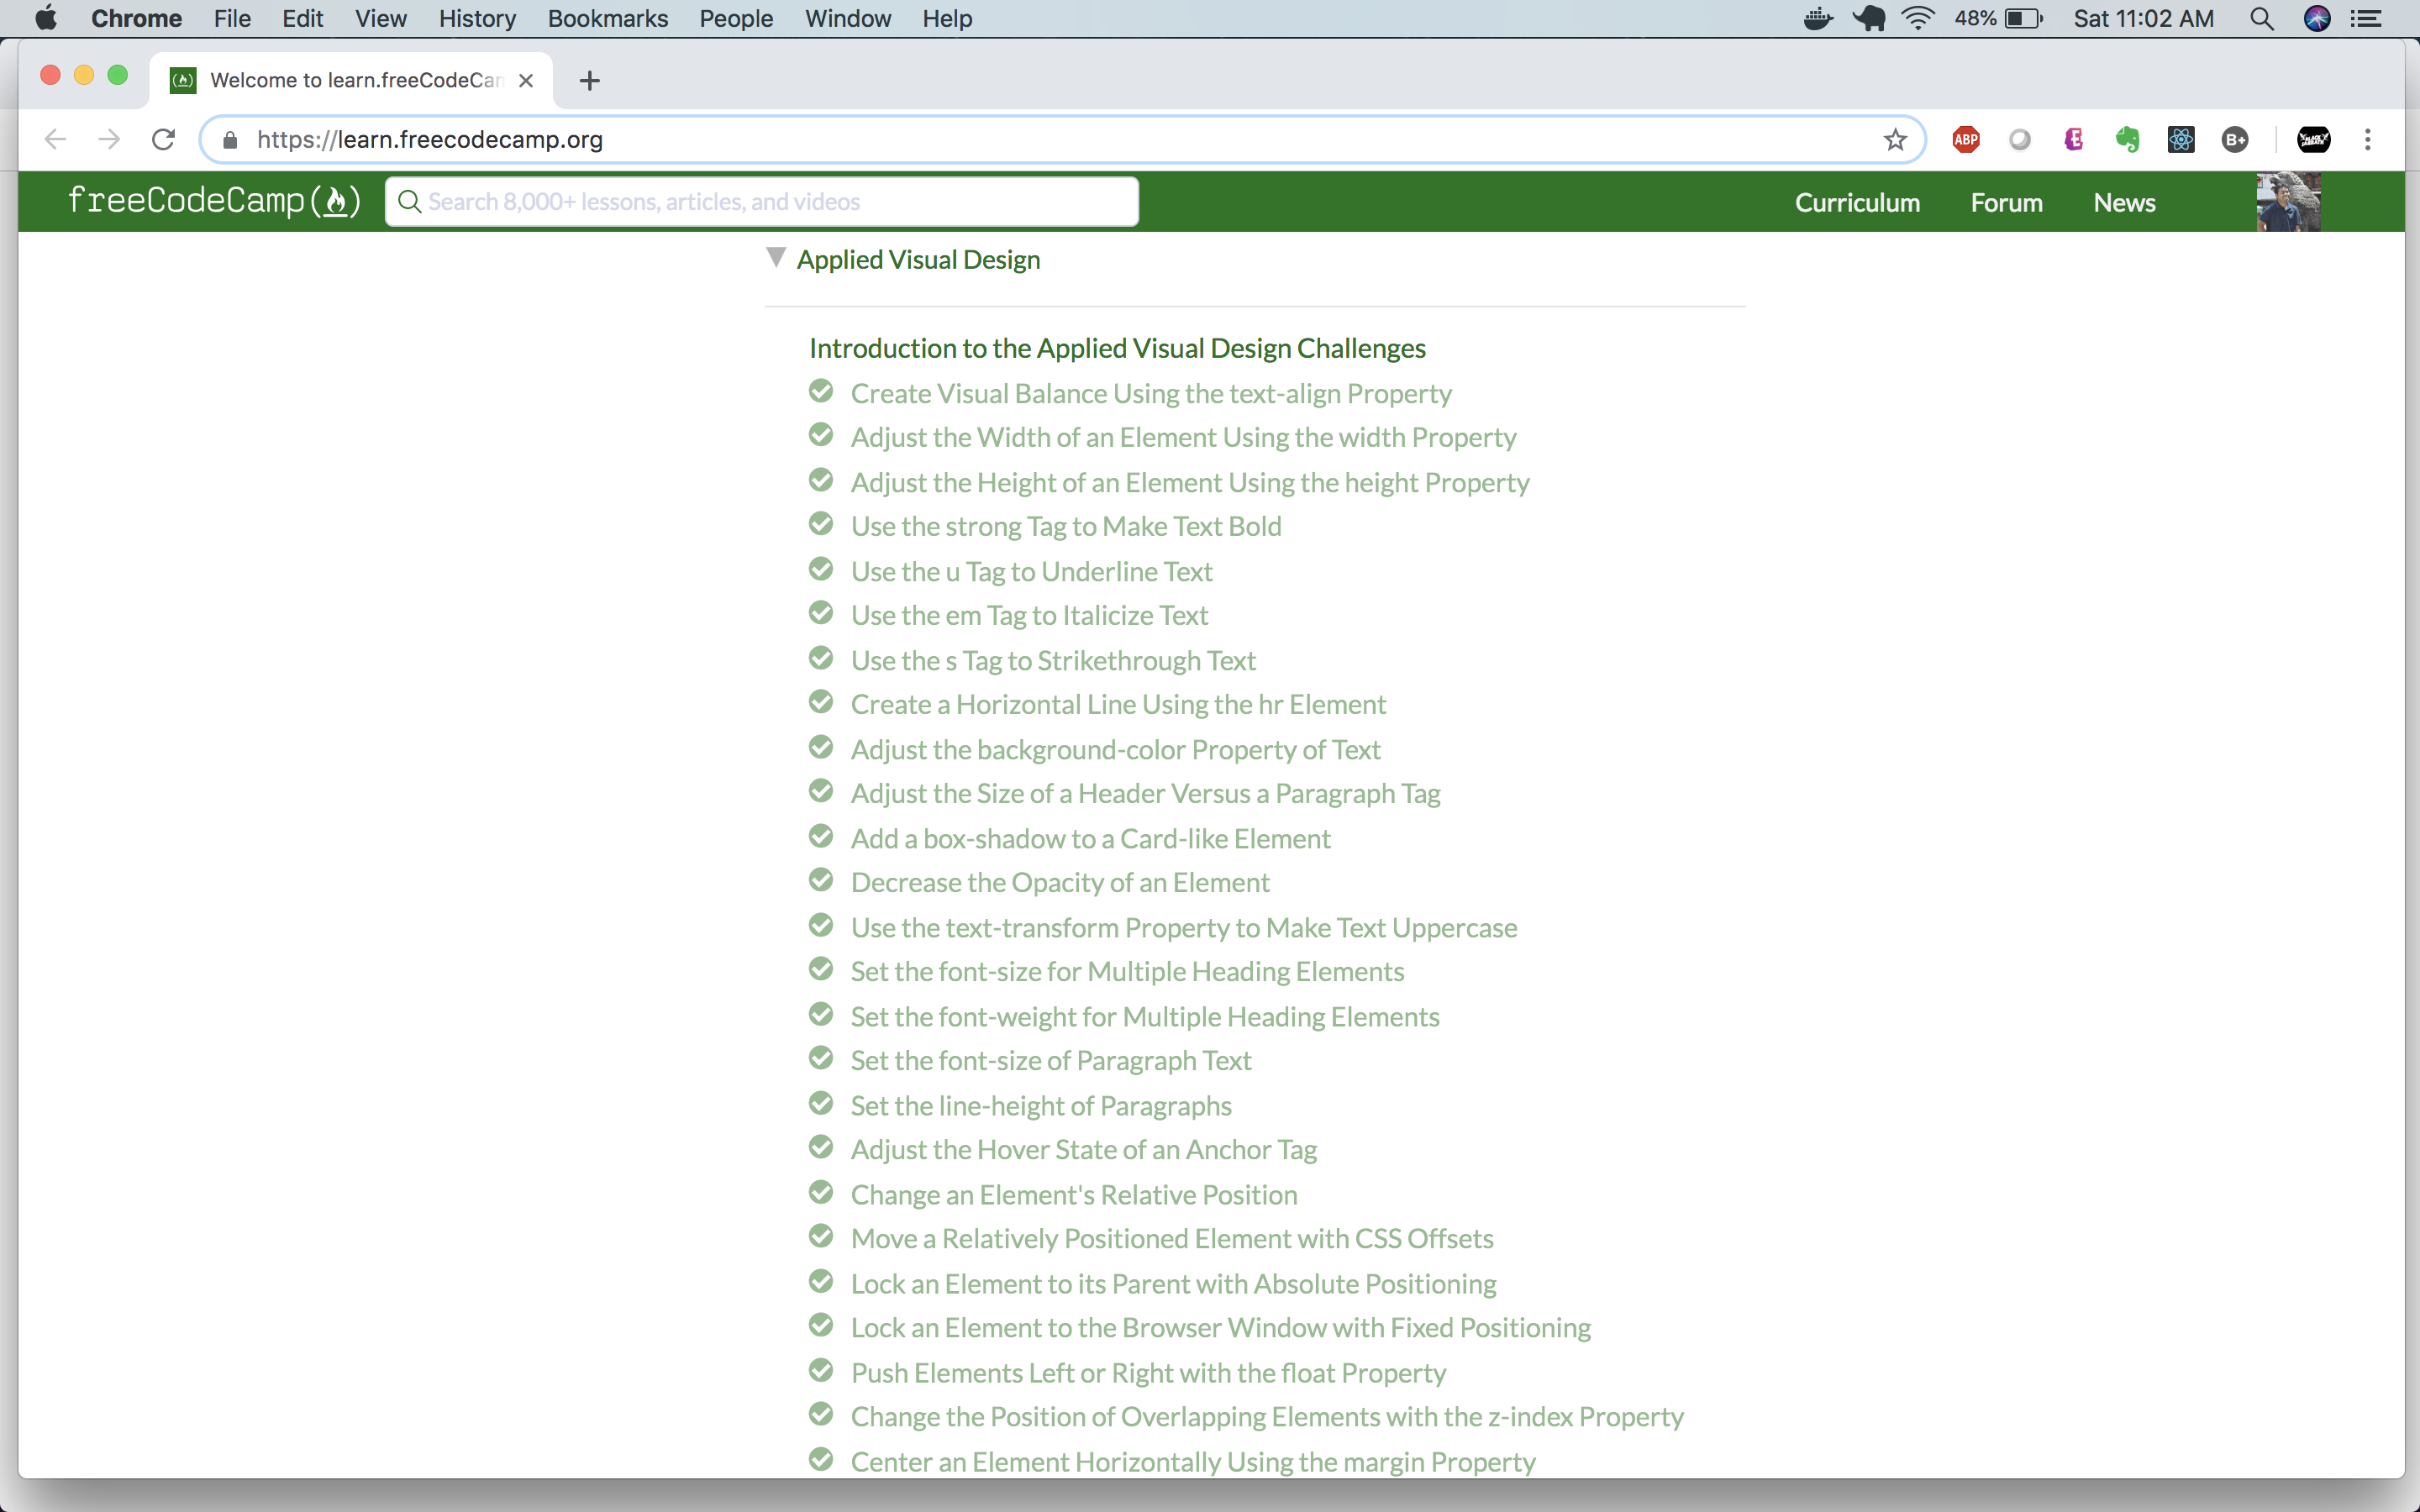 Chrome File Edit View History Bookmarks People Window Help 48% Sat 11:02 AM
Welcome to learn.freeCodeCam
https://learn.freecodecamp.org ABP B+
freeCodeCamp Search 8,000+ lessons, articles, and videos Curriculum Forum News
Applied Visual Design
Introduction to the Applied Visual Design Challenges
Create Visual Balance Using the text-align Property
Adjust the Width of an Element Using the width Property
Adjust the Height of an Element Using the height Property
Use the strong Tag to Make Text Bold
Use the u Tag to Underline Text
Use the em Tag to Italicize Text
Use the s Tag to Strikethrough Text
Create a Horizontal Line Using the hr Element
Adjust the background-color Property of Text
Adjust the Size of a Header Versus a Paragraph Tag
Add a box-shadow to a Card-like Element
Decrease the Opacity of an Element
Use the text-transform Property to Make Text Uppercase
Set the font-size for Multiple Heading Elements
Set the font-weight for Multiple Heading Elements
Set the font-size of Paragraph Text
Set the line-height of Paragraphs
Adjust the Hover State of an Anchor Tag
Change an Element's Relative Position
Move a Relatively Positioned Element with CSS Offsets
Lock an Element to its Parent with Absolute Positioning
Lock an Element to the Browser Window with Fixed Positioning
Push Elements Left or Right with the float Property
Change the Position of Overlapping Elements with the z-index Property
Center an Element Horizontally Using the margin Property